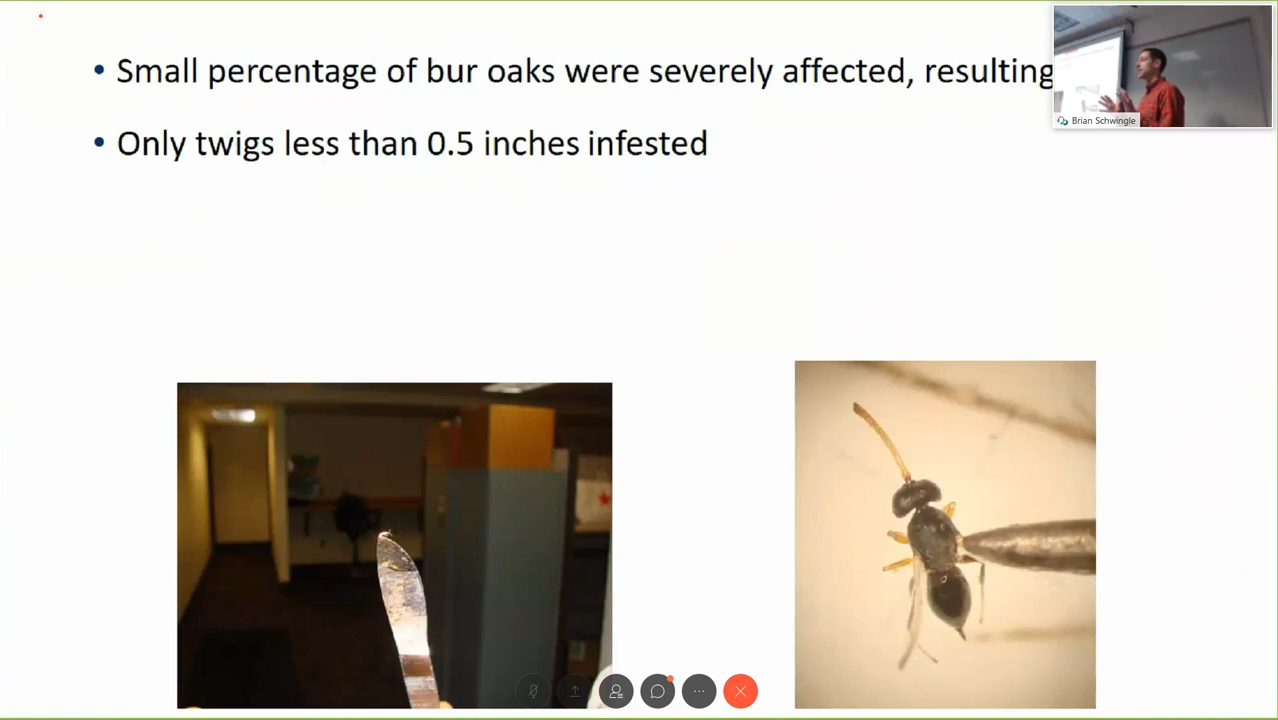 • Small percentage of bur oaks were severely affected, resulting
• Only twigs less than 0.5 inches infested
Brian Schwingle